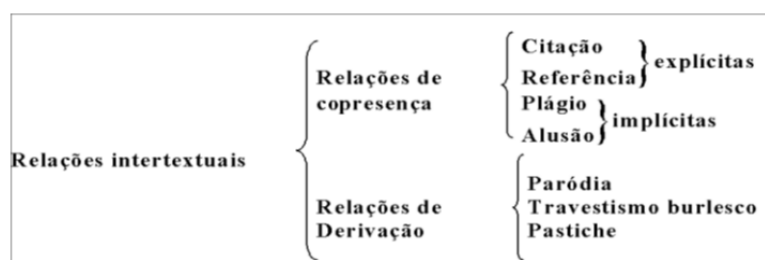 Citação
Referência
explícitas
Relações de
copresença
Plágio
Alusão
implícitas
Relações intertextuais
Paródia
Relações de
Derivação
Travestismo burlesco
Pastiche